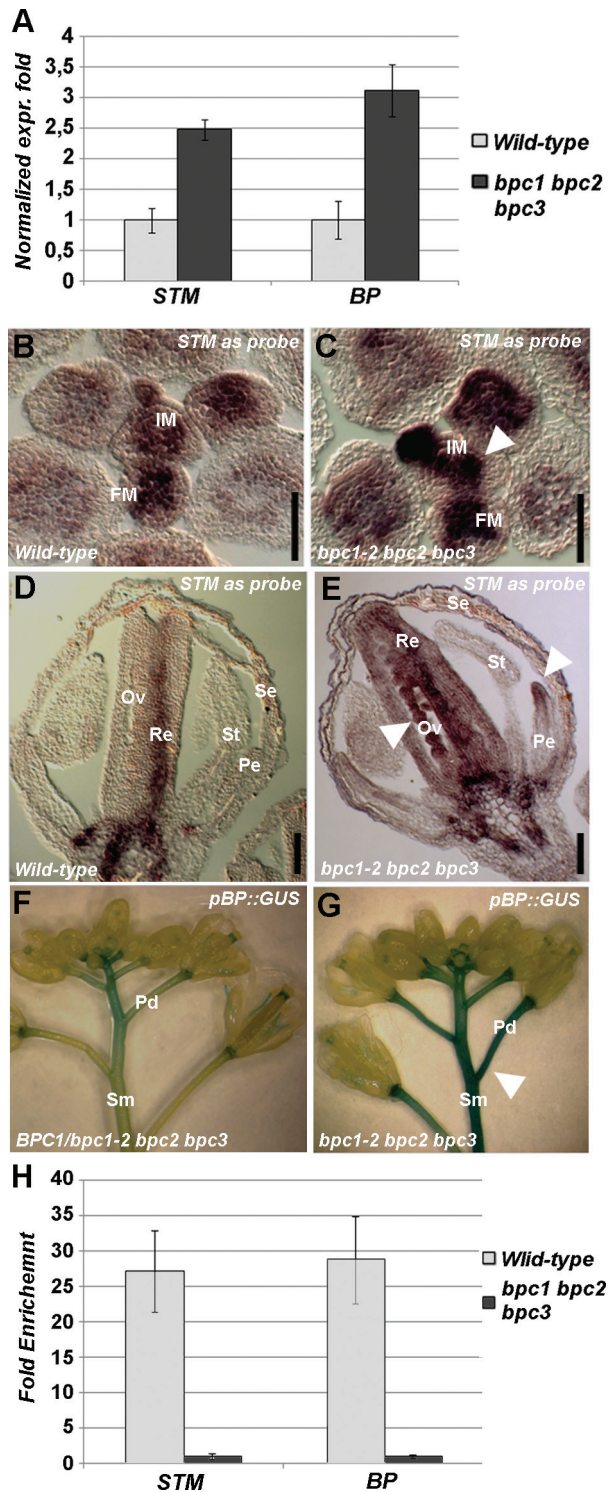 A
Normalized expr. fold
4
3,5
3
2,5
2
1,5
1
0,5
0
STM
BP
Wild-type
bpc1 bpc2
bpc3
B
STM as probe
IM
FM
Wild-type
C
STM as probe
IM
FM
bpc1-2 bpc2 bpc3
D
STM as probe
Ov
Se
St
Re
Pe
Wild-type
E
STM as probe
Se
Re
St
Ov
Pe
bpc1-2 bpc2 bpc3
F
pBP::GUS
Pd
Sm
BPC1/bpc1-2 bpc2 bpc3
G
pBP::GUS
Pd
Sm
bpc1-2 bpc2 bpc3
H
Fold Enrichemnt
40
35
30
25
20
15
10
5
0
STM
BP
Wlid-type
bpc1 bpc2
bpc3